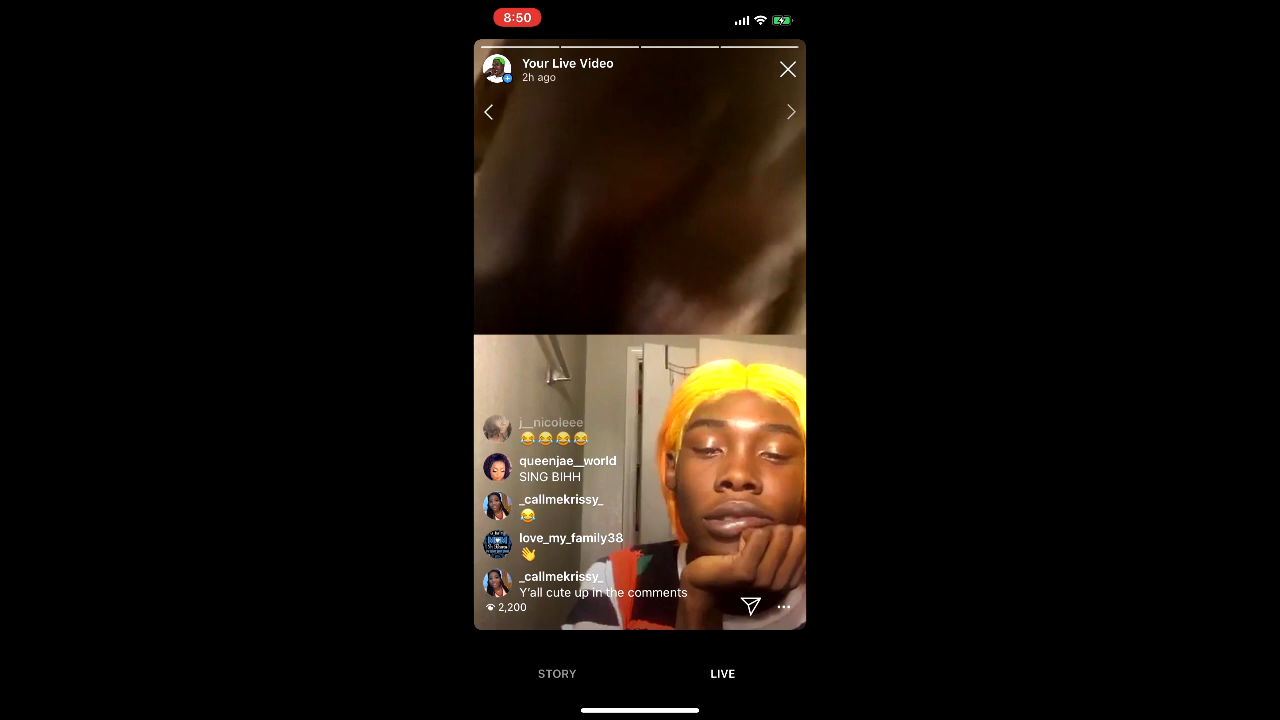 8:50
Your Live Video
2h ago
j__nicoleee
😂😂😂😂
queenjae__world
SING BIHH
_callmekrissy_
😂
love_my_family38
👋
_callmekrissy_
Y'all cute up in the comments
2,200
STORY
LIVE